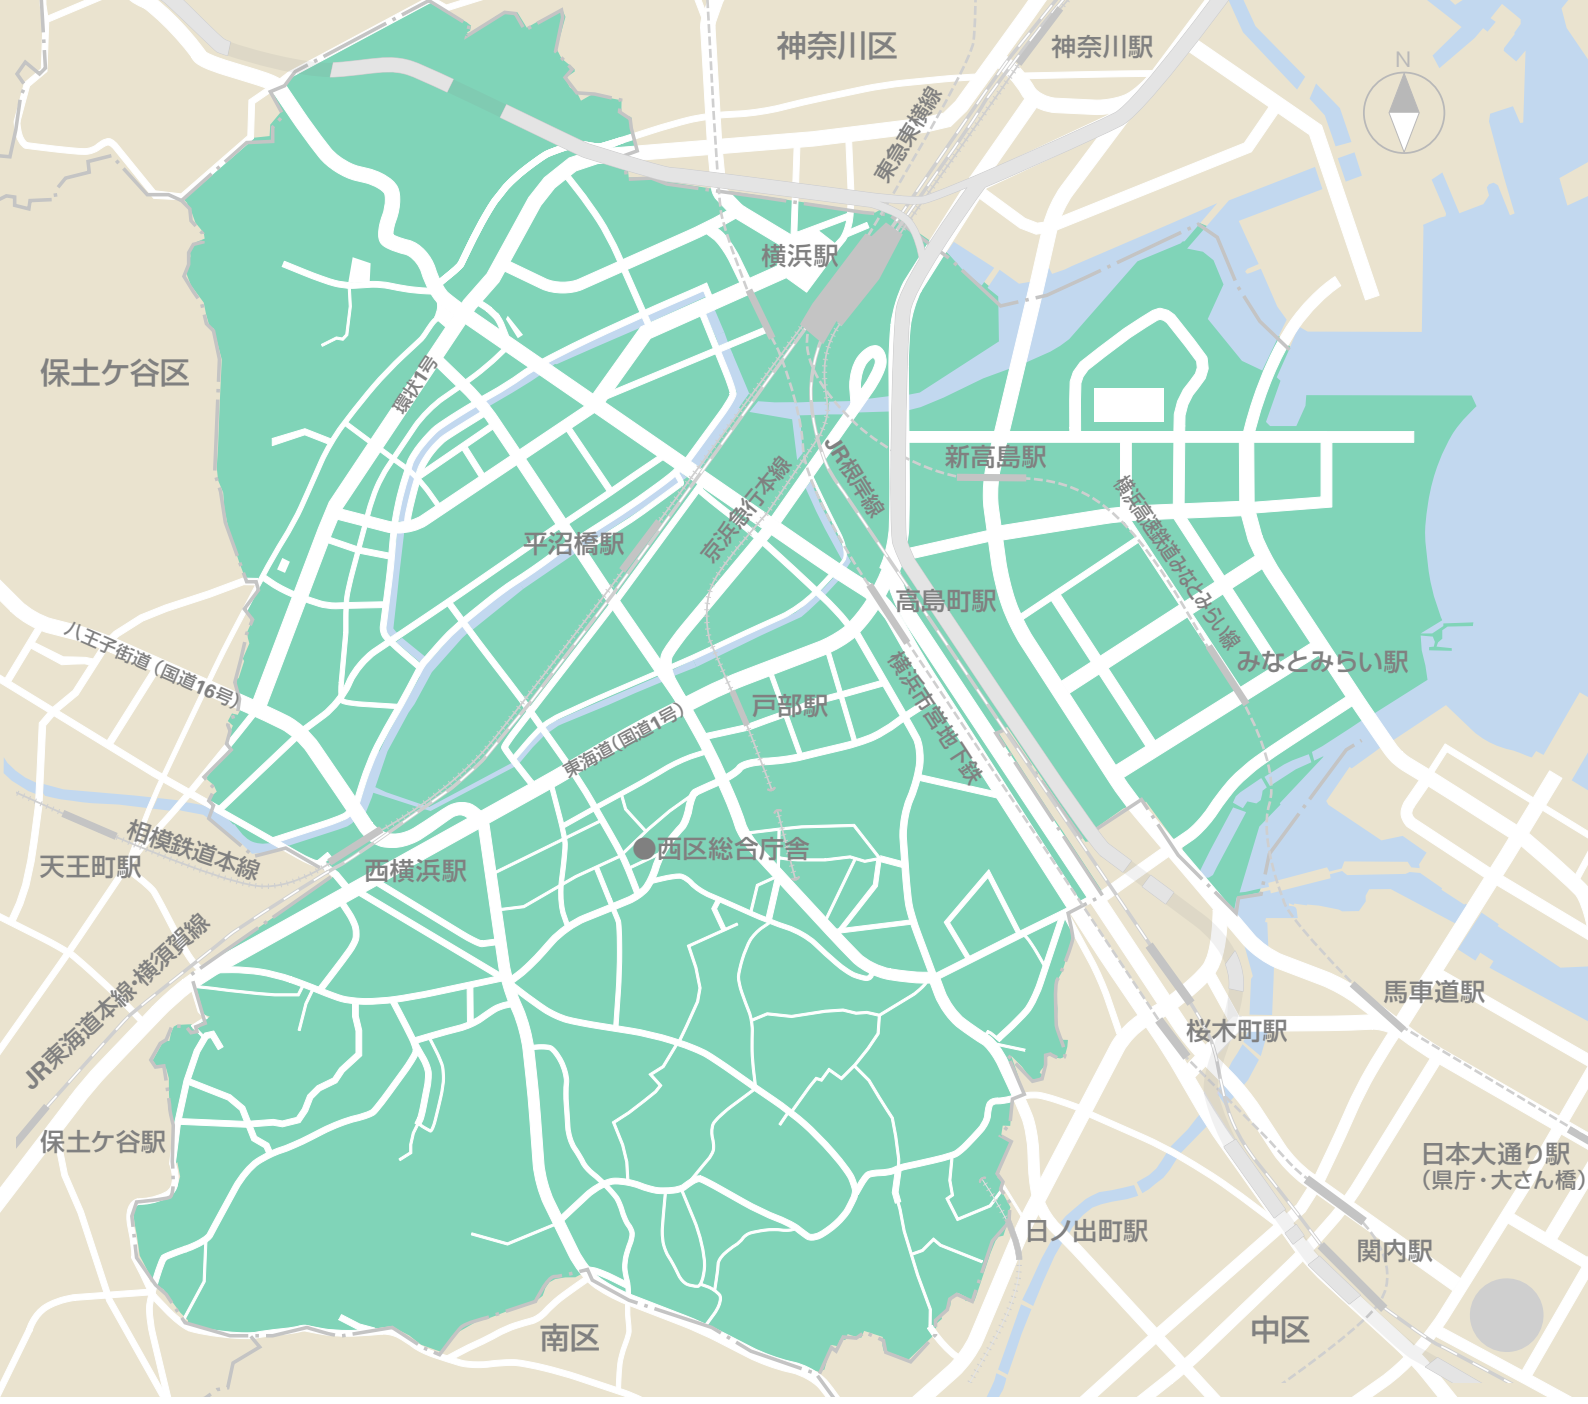 神奈川区
神奈川駅
N
東急東横線
横浜駅
保土ケ谷区
環状1号
新高島駅
JR根岸線
京浜急行本線
横浜高速鉄道みなとみらい線
平沼橋駅
高島町駅
八王子街道（国道16号）
みなとみらい駅
横浜市営地下鉄
戸部駅
東海道（国道1号）
相模鉄道本線
天王町駅
西横浜駅
西区総合庁舎
JR東海道本線・横須賀線
馬車道駅
桜木町駅
保土ケ谷駅
日本大通り駅
（県庁・大さん橋）
日ノ出町駅
関内駅
南区
中区